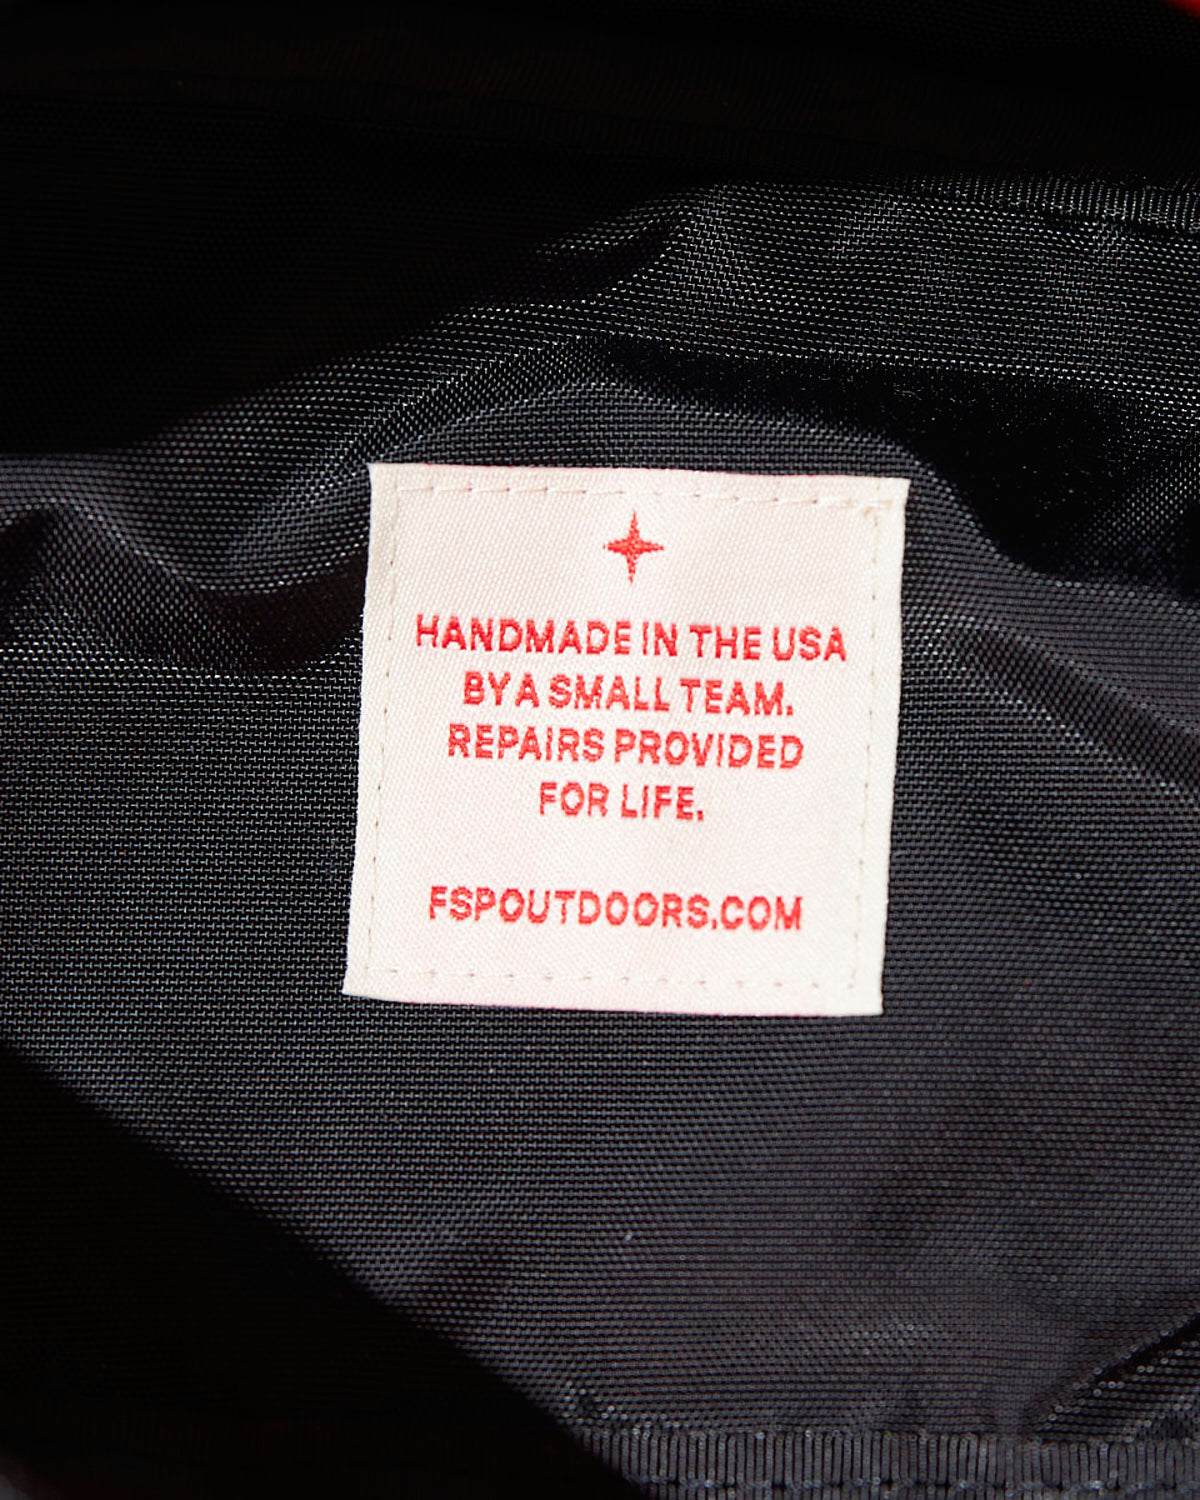 HANDMADE IN THE USA
BY A SMALL TEAM.
REPAIRS PROVIDED
FOR LIFE.
FSPOUTDOORS.COM